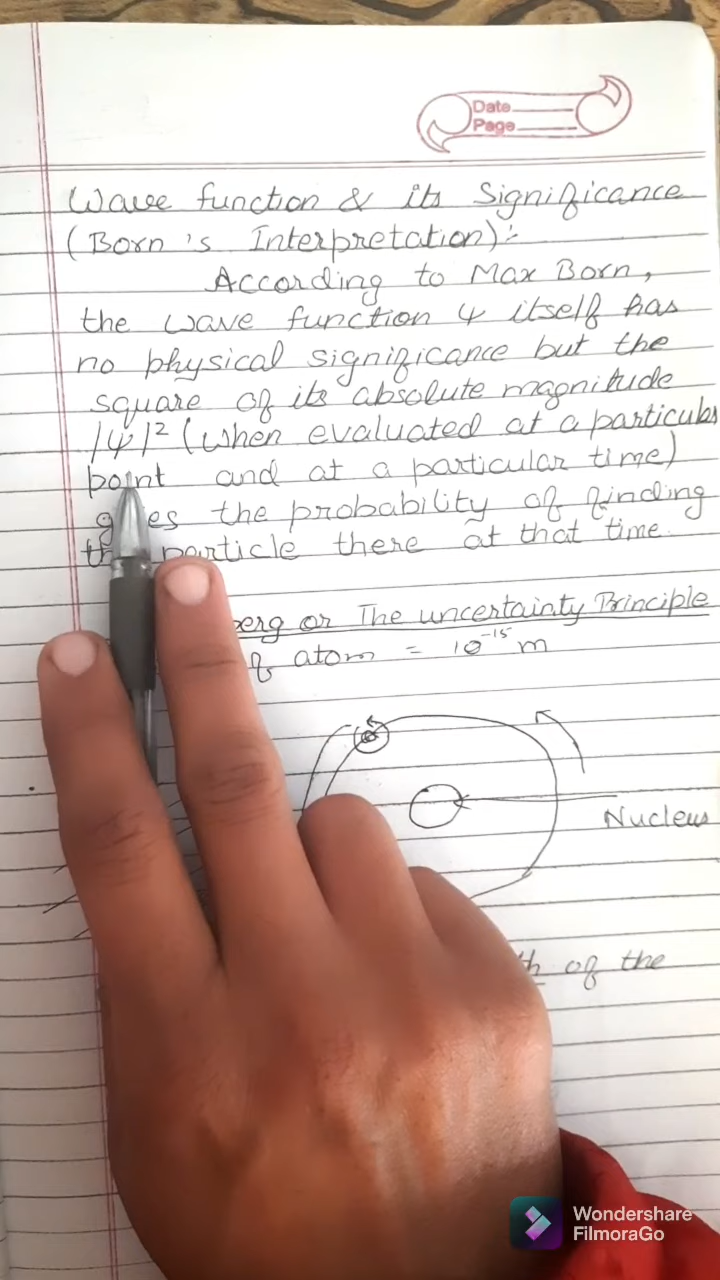 Date
Page
Wave function & its Significance
(Born's Interpretation):-
According to Max Born,
the wave function ψ itself has
no physical significance but the
square of its absolute magnitude
|ψ|² (when evaluated at a particular
point and at a particular time)
gives the probability of finding
the particle there at that time.
or The uncertainty Principle
of atom = 10⁻¹⁵ m
Nucleus
of the
Wondershare
FilmoraGo